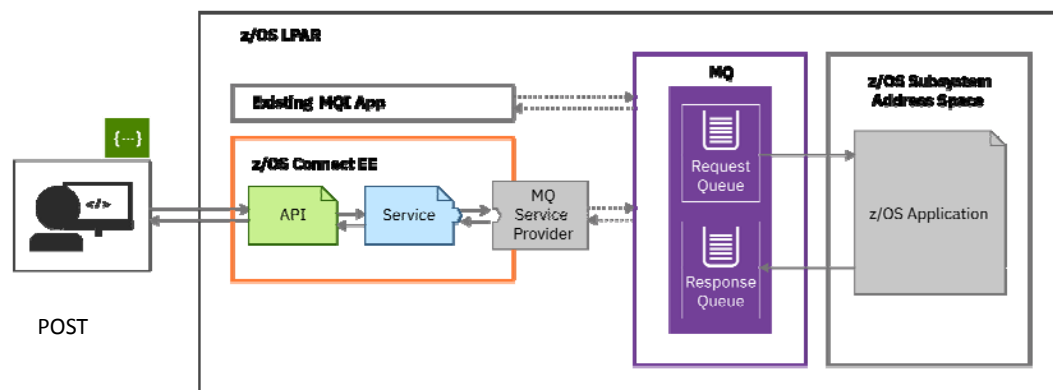 z/OS LPAR
Existing MQI App
MQ
z/OS Subsystem
Address Space
{...}
z/OS Connect EE
</>
API
Service
MQ
Service
Provider
Request
Queue
z/OS Application
Response
Queue
POST